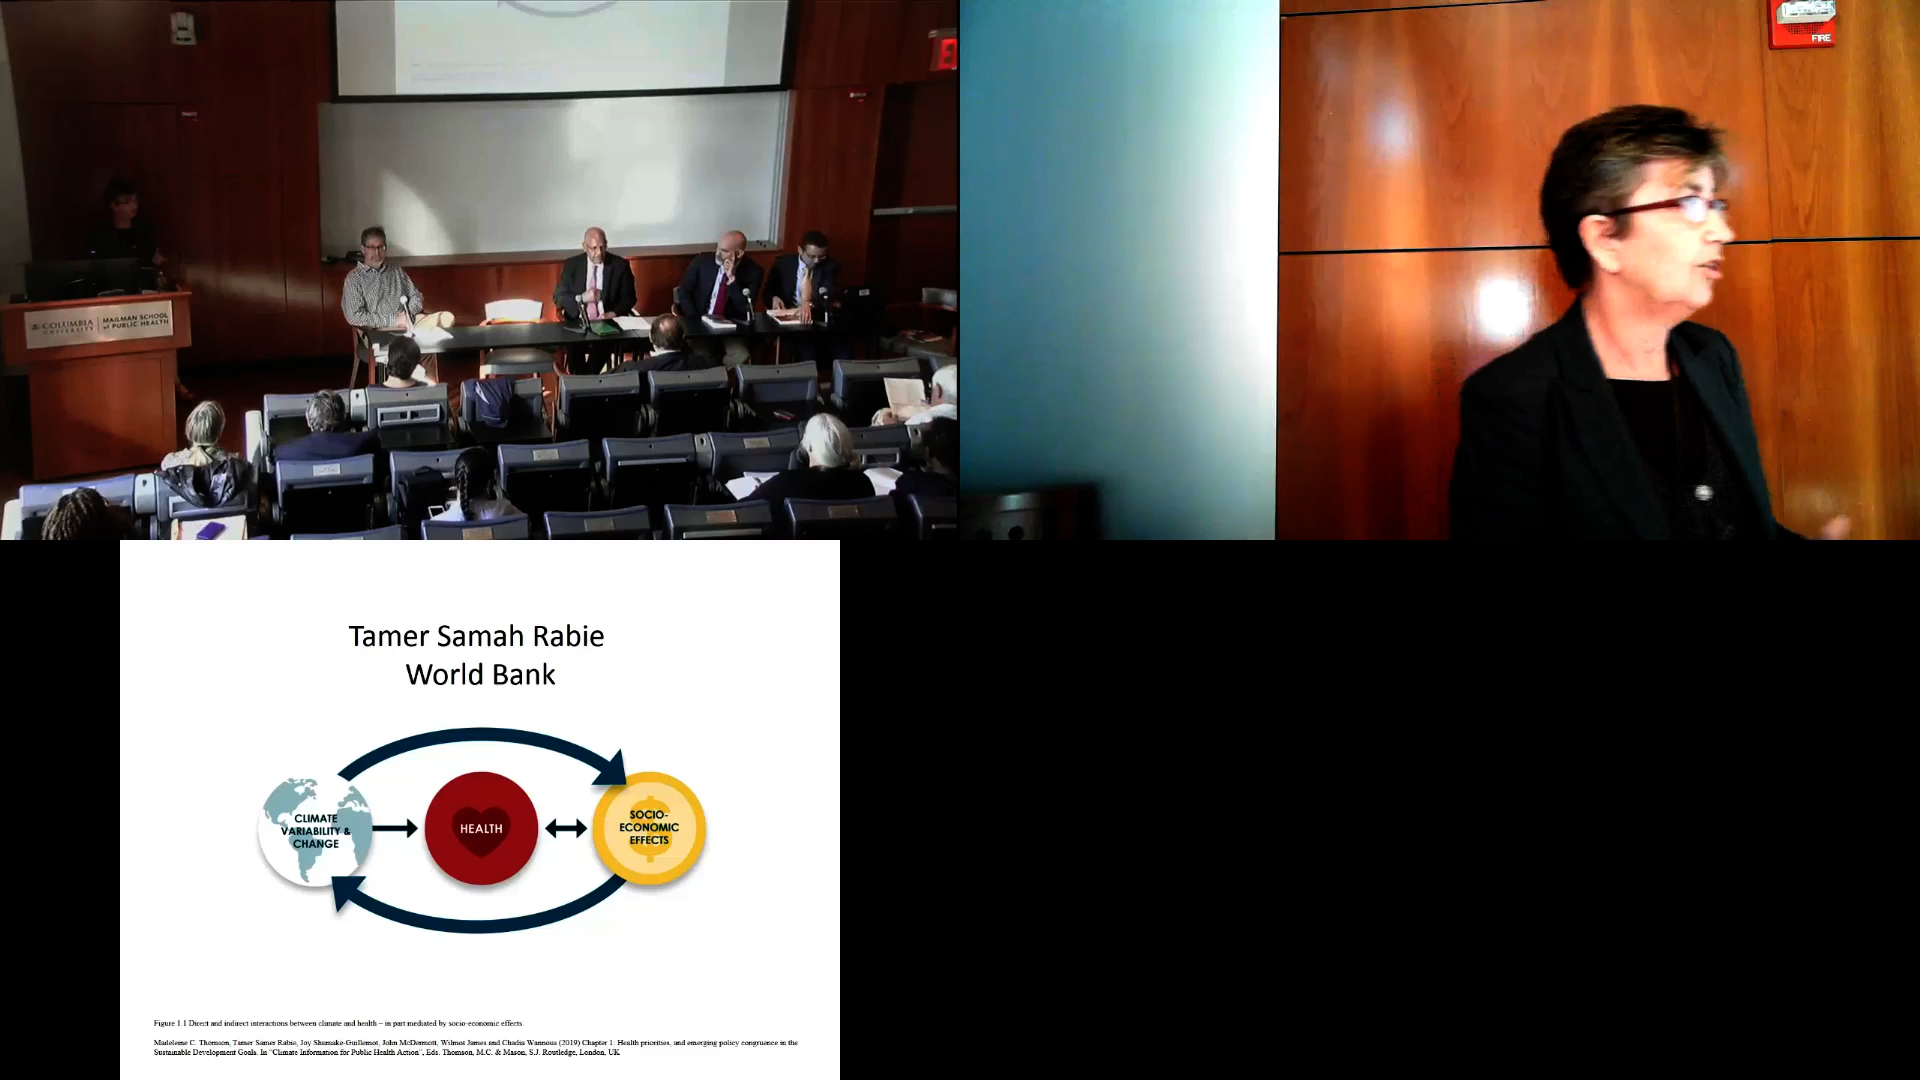 FIRE
COLUMBIA
UNIVERSITY
MAILMAN SCHOOL
of PUBLIC HEALTH
Tamer Samah Rabie
World Bank
CLIMATE
VARIABILITY &
CHANGE
HEALTH
SOCIO-
ECONOMIC
EFFECTS
Figure 1.1 Direct and indirect interactions between climate and health – in part mediated by socio-economic effects.
Madeleine C. Thomson, Tamer Samer Rabie, Joy Shumake-Guillemot, John McDermott, Wilmot James and Chadia Wannous (2019) Chapter 1: Health priorities, and emerging policy congruence in the
Sustainable Development Goals. In "Climate Information for Public Health Action", Eds. Thomson, M.C. & Mason, S.J. Routledge, London, UK